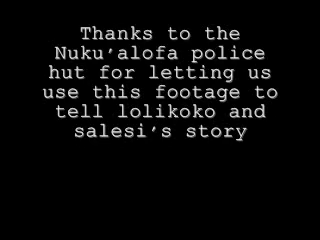 Thanks to the
Nuku'alofa police
hut for letting us
use this footage to
tell lolikoko and
salesi's story